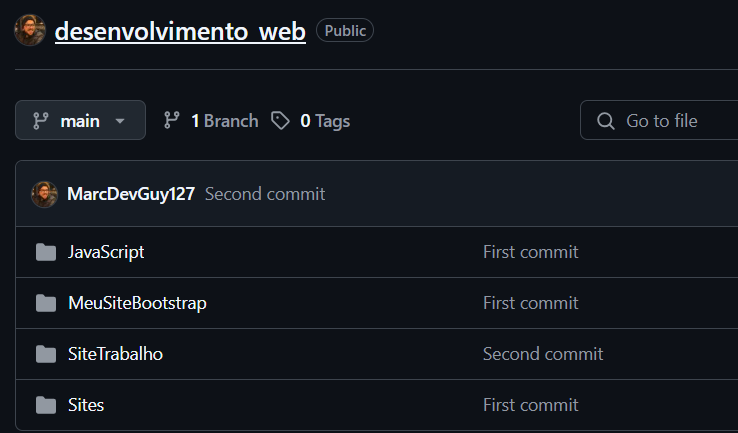 desenvolvimento_web Public
main 1 Branch 0 Tags Go to file
MarcDevGuy127 Second commit
JavaScript First commit
MeuSiteBootstrap First commit
SiteTrabalho Second commit
Sites First commit